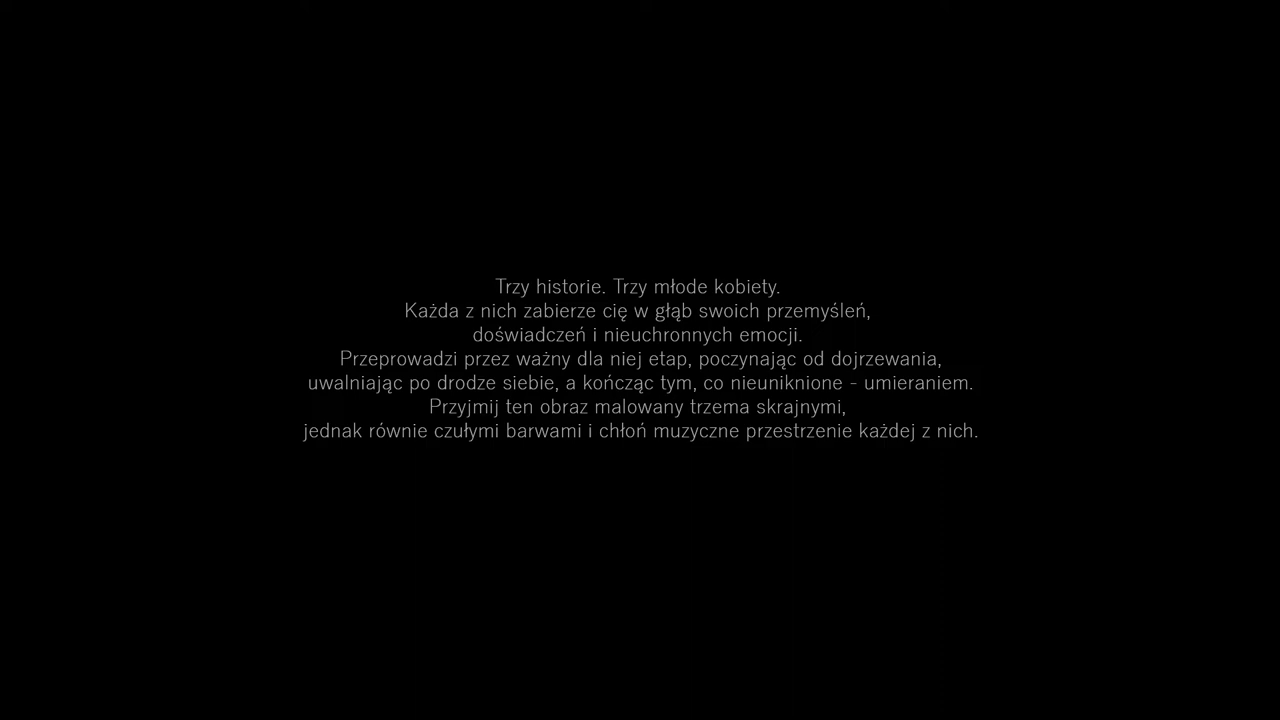 Trzy historie. Trzy młode kobiety.
Każda z nich zabierze cię w głąb swoich przemyśleń,
doświadczeń i nieuchronnych emocji.
Przeprowadzi przez ważny dla niej etap, poczynając od dojrzewania,
uwalniając po drodze siebie, a kończąc tym, co nieuniknione - umieraniem.
Przyjmij ten obraz malowany trzema skrajnymi,
jednak równie czułymi barwami i chłoń muzyczne przestrzenie każdej z nich.